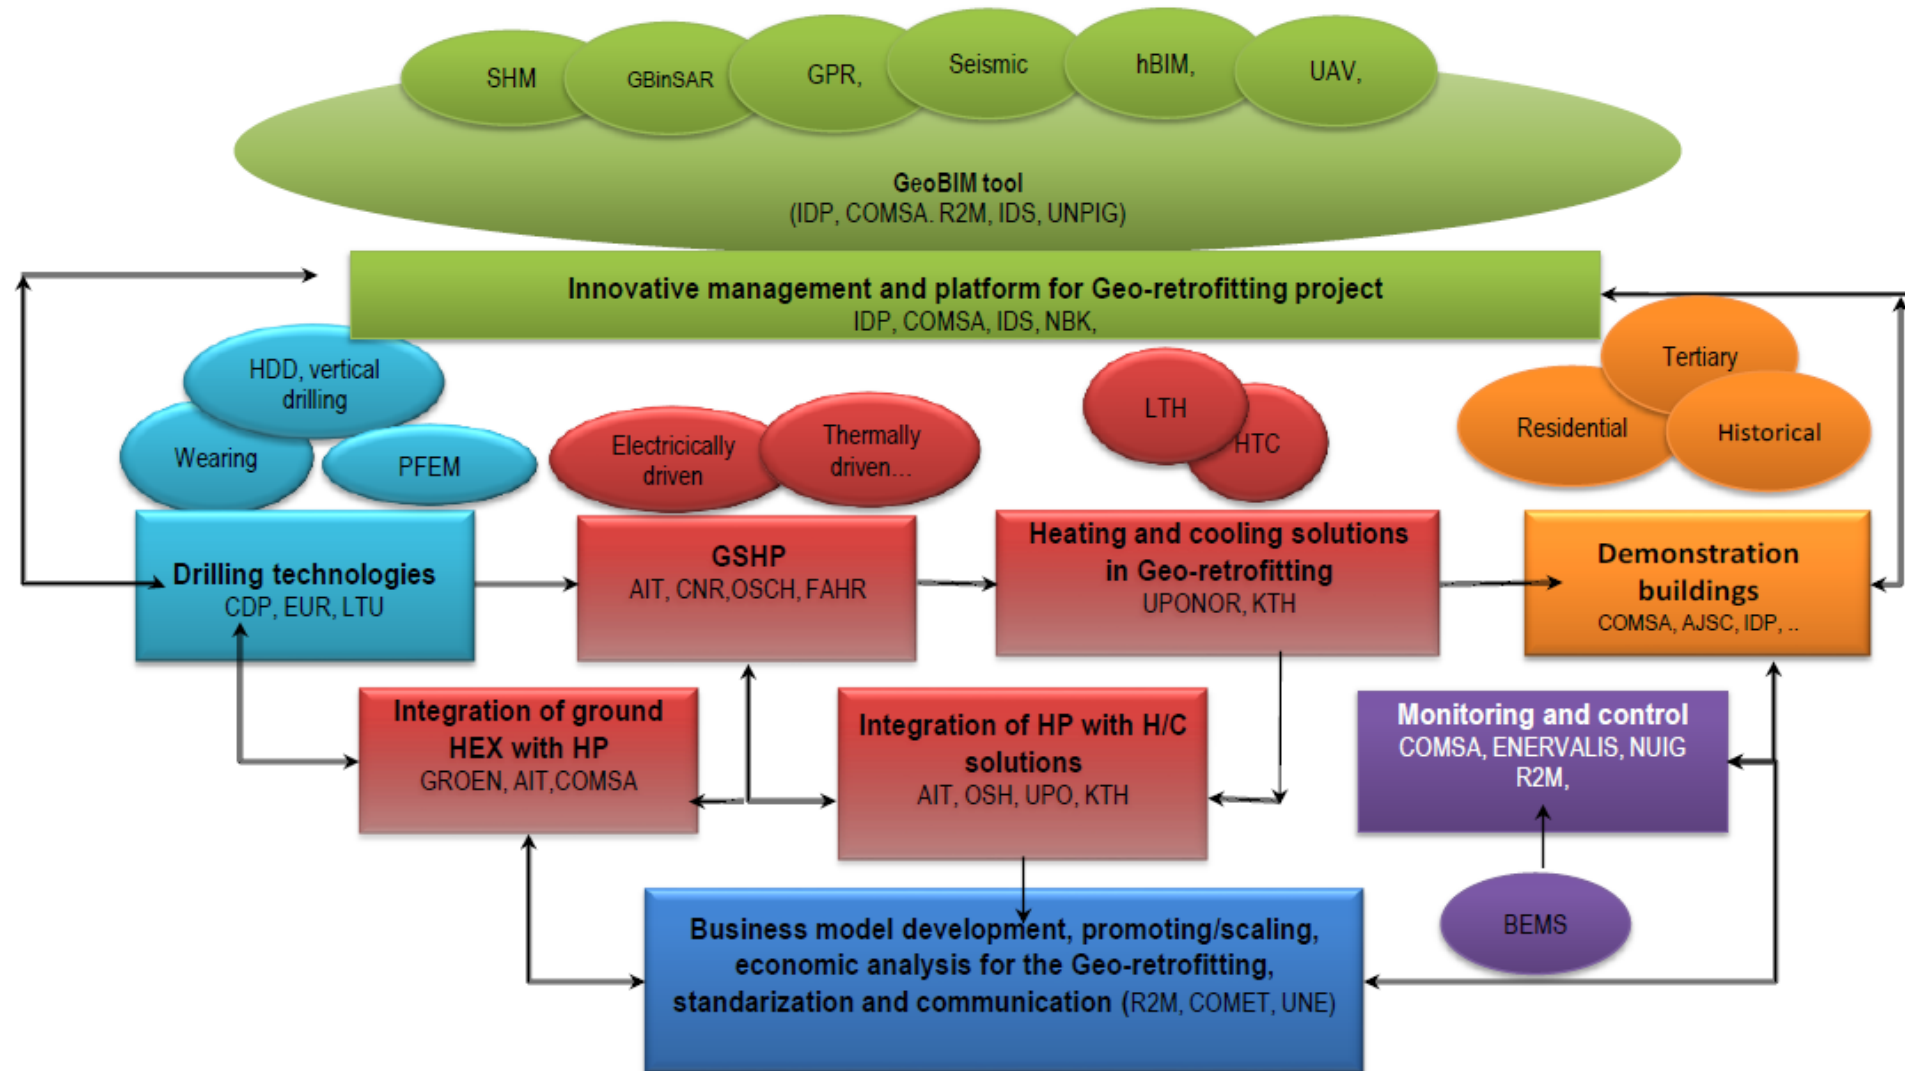 SHM
GBinSAR
GPR,
Seismic
hBIM,
UAV,
GeoBIM tool
(IDP, COMSA. R2M, IDS, UNPIG)
Innovative management and platform for Geo-retrofitting project
IDP, COMSA, IDS, NBK,
HDD, vertical
drilling
Wearing
PFEM
Electricically
driven
Thermally
driven...
LTH
HTC
Tertiary
Residential
Historical
Drilling technologies
CDP, EUR, LTU
GSHP
AIT, CNR,OSCH, FAHR
Heating and cooling solutions
in Geo-retrofitting
UPONOR, KTH
Demonstration
buildings
COMSA, AJSC, IDP, ..
Integration of ground
HEX with HP
GROEN, AIT,COMSA
Integration of HP with H/C
solutions
AIT, OSH, UPO, KTH
Monitoring and control
COMSA, ENERVALIS, NUIG
R2M,
BEMS
Business model development, promoting/scaling,
economic analysis for the Geo-retrofitting,
standarization and communication (R2M, COMET, UNE)